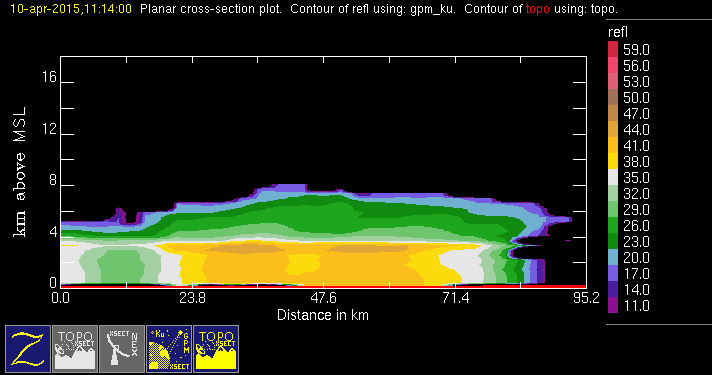 10-apr-2015,11:14:00 Planar cross-section plot. Contour of refl using: gpm_ku. Contour of topo using: topo.
refl
59.0
56.0
53.0
50.0
47.0
44.0
41.0
38.0
35.0
32.0
29.0
26.0
23.0
20.0
17.0
14.0
11.0
km above MSL
16
12
8
4
0
0.0 23.8 47.6 71.4 95.2
Distance in km
Z
TOPO
XSECT
XSECT
XM2
Ku
GPM
XSECT
TOPO
XSECT